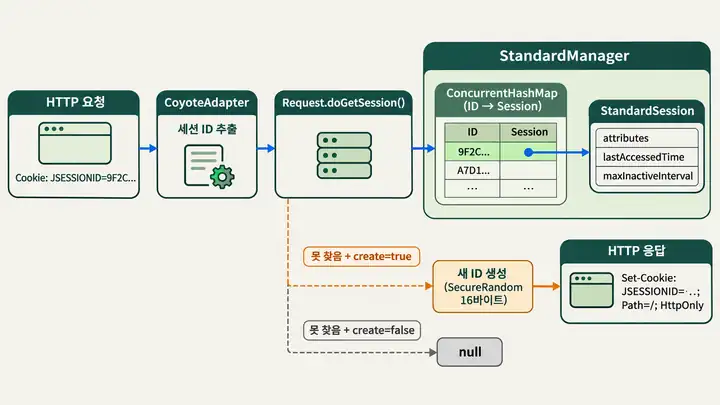 HTTP 요청
Cookie: JSESSIONID=9F2C...
CoyoteAdapter
세션 ID 추출
Request.doGetSession()
StandardManager
ConcurrentHashMap
(ID → Session)
ID Session
9F2C...
A7D1...
... ...
StandardSession
attributes
lastAccessedTime
maxInactiveInterval
못 찾음 + create=true
새 ID 생성
(SecureRandom
16바이트)
HTTP 응답
Set-Cookie:
JSESSIONID=...;
Path=/; HttpOnly
못 찾음 + create=false
null